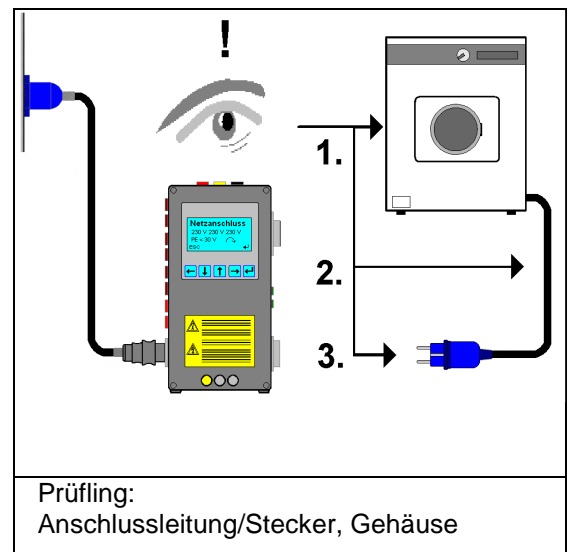 !
Netzanschluss
230 V 230 V 230 V
PE < 30 V
ESC
1.
2.
3.
Prüfling:
Anschlussleitung/Stecker, Gehäuse